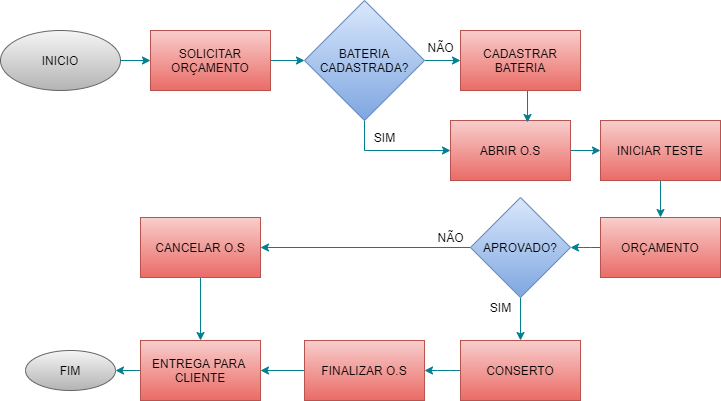 INICIO
SOLICITAR
ORÇAMENTO
BATERIA
CADASTRADA?
NÃO
CADASTRAR
BATERIA
SIM
ABRIR O.S
INICIAR TESTE
ORÇAMENTO
APROVADO?
NÃO
CANCELAR O.S
SIM
CONSERTO
FINALIZAR O.S
ENTREGA PARA
CLIENTE
FIM